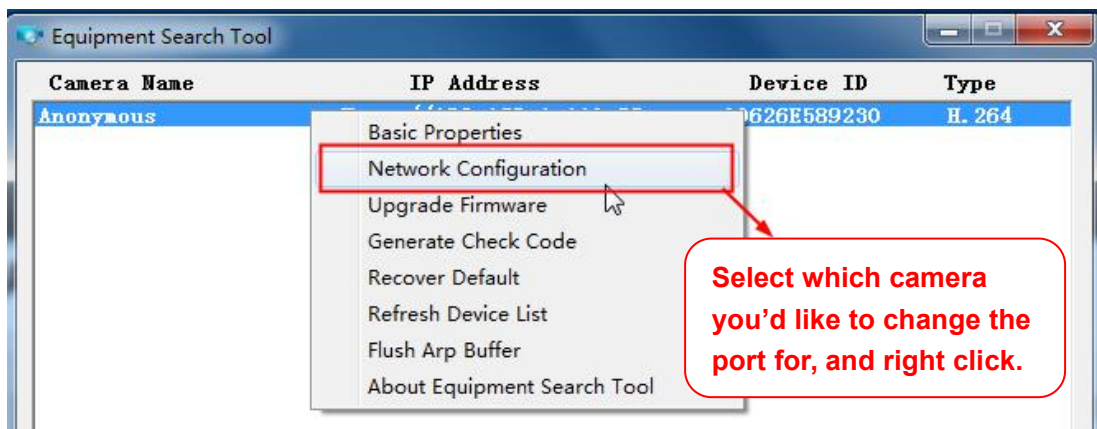 Equipment Search Tool
Camera Name IP Address Device ID Type
Anonymous H.264
Basic Properties
Network Configuration
Upgrade Firmware
Generate Check Code
Recover Default
Refresh Device List
Flush Arp Buffer
About Equipment Search Tool
Select which camera
you’d like to change the
port for, and right click.